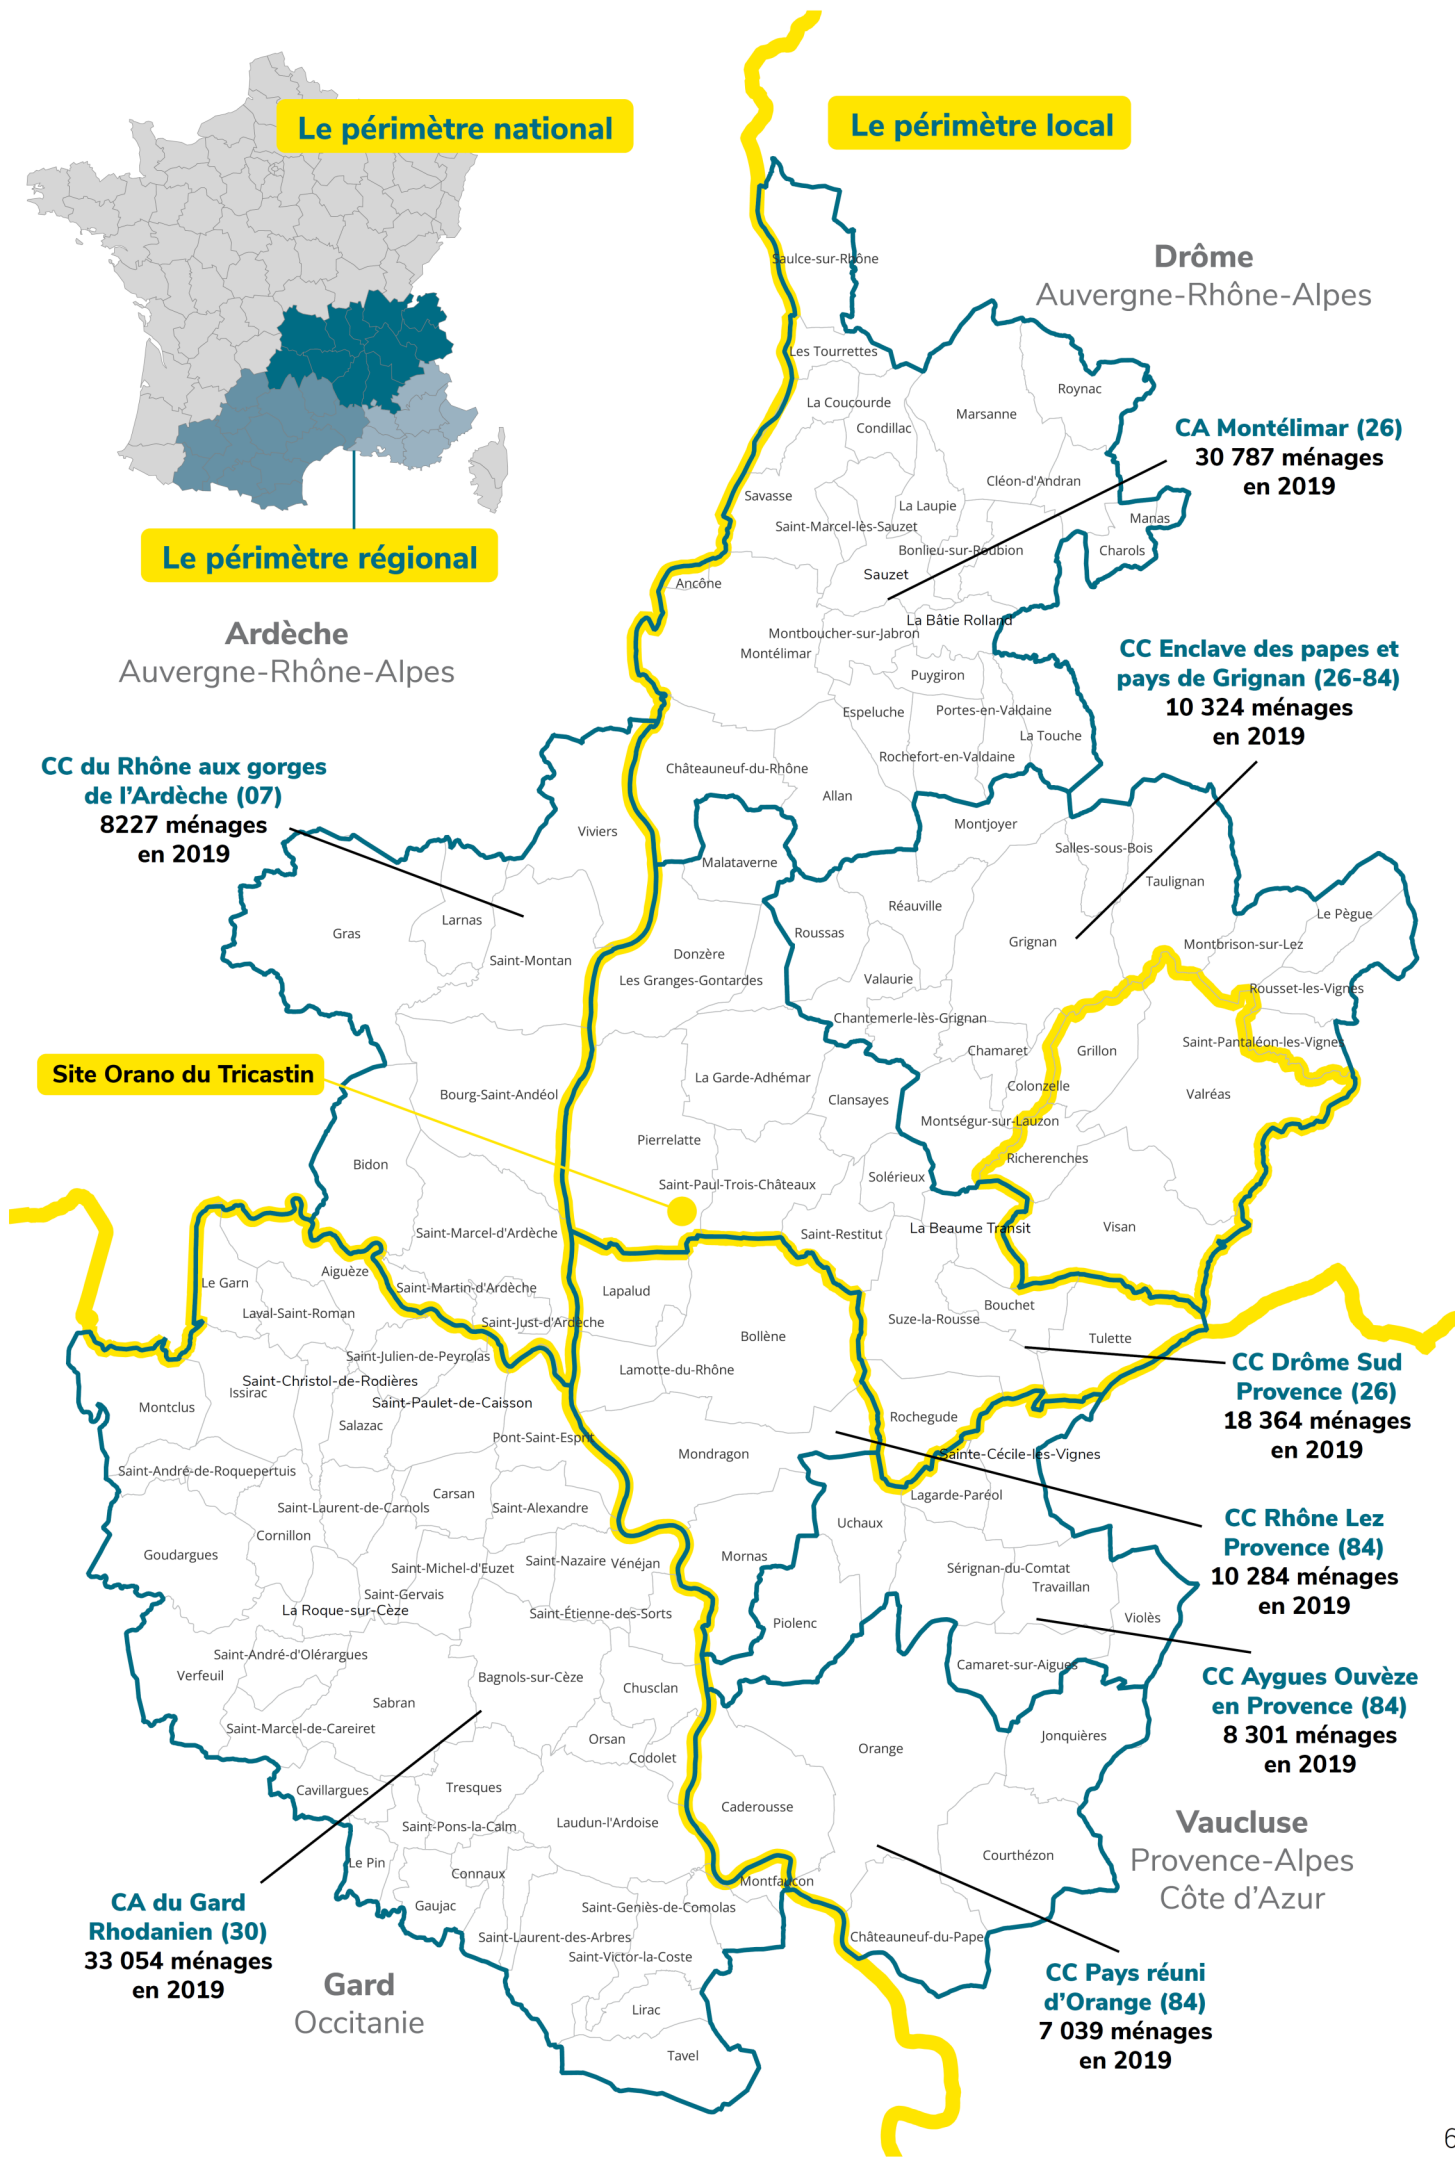 Le périmètre national
Le périmètre local
Le périmètre régional
Drôme
Auvergne-Rhône-Alpes
Ardèche
Auvergne-Rhône-Alpes
CA Montélimar (26)
30 787 ménages
en 2019
CC Enclave des papes et
pays de Grignan (26-84)
10 324 ménages
en 2019
CC du Rhône aux gorges
de l'Ardèche (07)
8227 ménages
en 2019
Site Orano du Tricastin
Saulce-sur-Rhône
Les Tourrettes
La Coucourde
Condillac
Marsanne
Roynac
Cléon-d'Andran
Savasse
La Laupie
Saint-Marcel-lès-Sauzet
Manas
Bonlieu-sur-Roubion
Charols
Sauzet
Ancône
La Bâtie Rolland
Montboucher-sur-Jabron
Montélimar
Puygiron
Espeluche
Portes-en-Valdaine
La Touche
Rochefort-en-Valdaine
Châteauneuf-du-Rhône
Allan
Viviers
Montjoyer
Salles-sous-Bois
Malataverne
Taulignan
Réauville
Le Pègue
Larnas
Gras
Roussas
Grignan
Montbrison-sur-Lez
Saint-Montan
Donzère
Les Granges-Gontardes
Valaurie
Rousset-les-Vignes
Chantemerle-lès-Grignan
Saint-Pantaléon-les-Vignes
Chamaret
Grillon
La Garde-Adhémar
Colonzelle
Bourg-Saint-Andéol
Clansayes
Valréas
Montségur-sur-Lauzon
Pierrelatte
Richerenches
Bidon
Solérieux
Saint-Paul-Trois-Châteaux
Saint-Marcel-d'Ardèche
Saint-Restitut
La Beaume Transit
Visan
Aiguèze
Le Garn
Saint-Martin-d'Ardèche
Lapalud
Laval-Saint-Roman
Saint-Just-d'Ardèche
Bouchet
Suze-la-Rousse
Bollène
Tulette
Saint-Julien-de-Peyrolas
Lamotte-du-Rhône
Saint-Christol-de-Rodières
Issirac
Saint-Paulet-de-Caisson
Montclus
Salazac
Rochegude
Pont-Saint-Esprit
Mondragon
Sainte-Cécile-les-Vignes
Saint-André-de-Roquepertuis
Carsan
Lagarde-Paréol
Saint-Laurent-de-Carnols
Saint-Alexandre
Uchaux
Cornillon
Goudargues
Mornas
Saint-Nazaire
Vénéjan
Saint-Michel-d'Euzet
Sérignan-du-Comtat
Travaillan
Saint-Gervais
La Roque-sur-Cèze
Saint-Étienne-des-Sorts
Violès
Piolenc
Saint-André-d'Olérargues
Verfeuil
Bagnols-sur-Cèze
Camaret-sur-Aigues
Chusclan
Sabran
Saint-Marcel-de-Careiret
Orsan
Jonquières
Orange
Codolet
Cavillargues
Tresques
Caderousse
Saint-Pons-la-Calm
Laudun-l'Ardoise
Courthézon
Le Pin
Connaux
Montfaucon
Gaujac
Saint-Geniès-de-Comolas
Saint-Laurent-des-Arbres
Châteauneuf-du-Pape
Saint-Victor-la-Coste
Lirac
Tavel
CC Drôme Sud
Provence (26)
18 364 ménages
en 2019
CC Rhône Lez
Provence (84)
10 284 ménages
en 2019
CC Aygues Ouvèze
en Provence (84)
8 301 ménages
en 2019
Vaucluse
Provence-Alpes
Côte d'Azur
CA du Gard
Rhodanien (30)
33 054 ménages
en 2019
Gard
Occitanie
CC Pays réuni
d'Orange (84)
7 039 ménages
en 2019
6